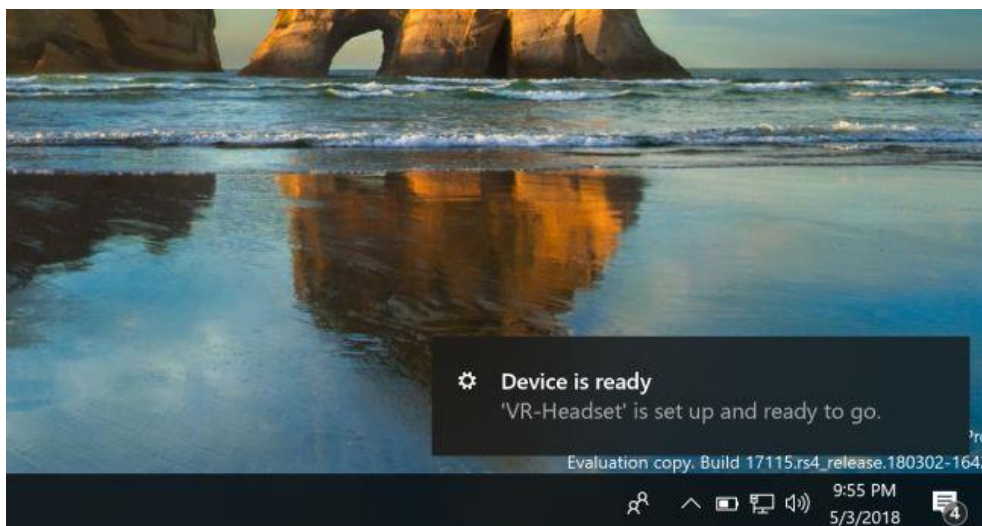 Device is ready
'VR-Headset' is set up and ready to go.
Evaluation copy. Build 17115.rs4_release.180302-164
9:55 PM
5/3/2018
4